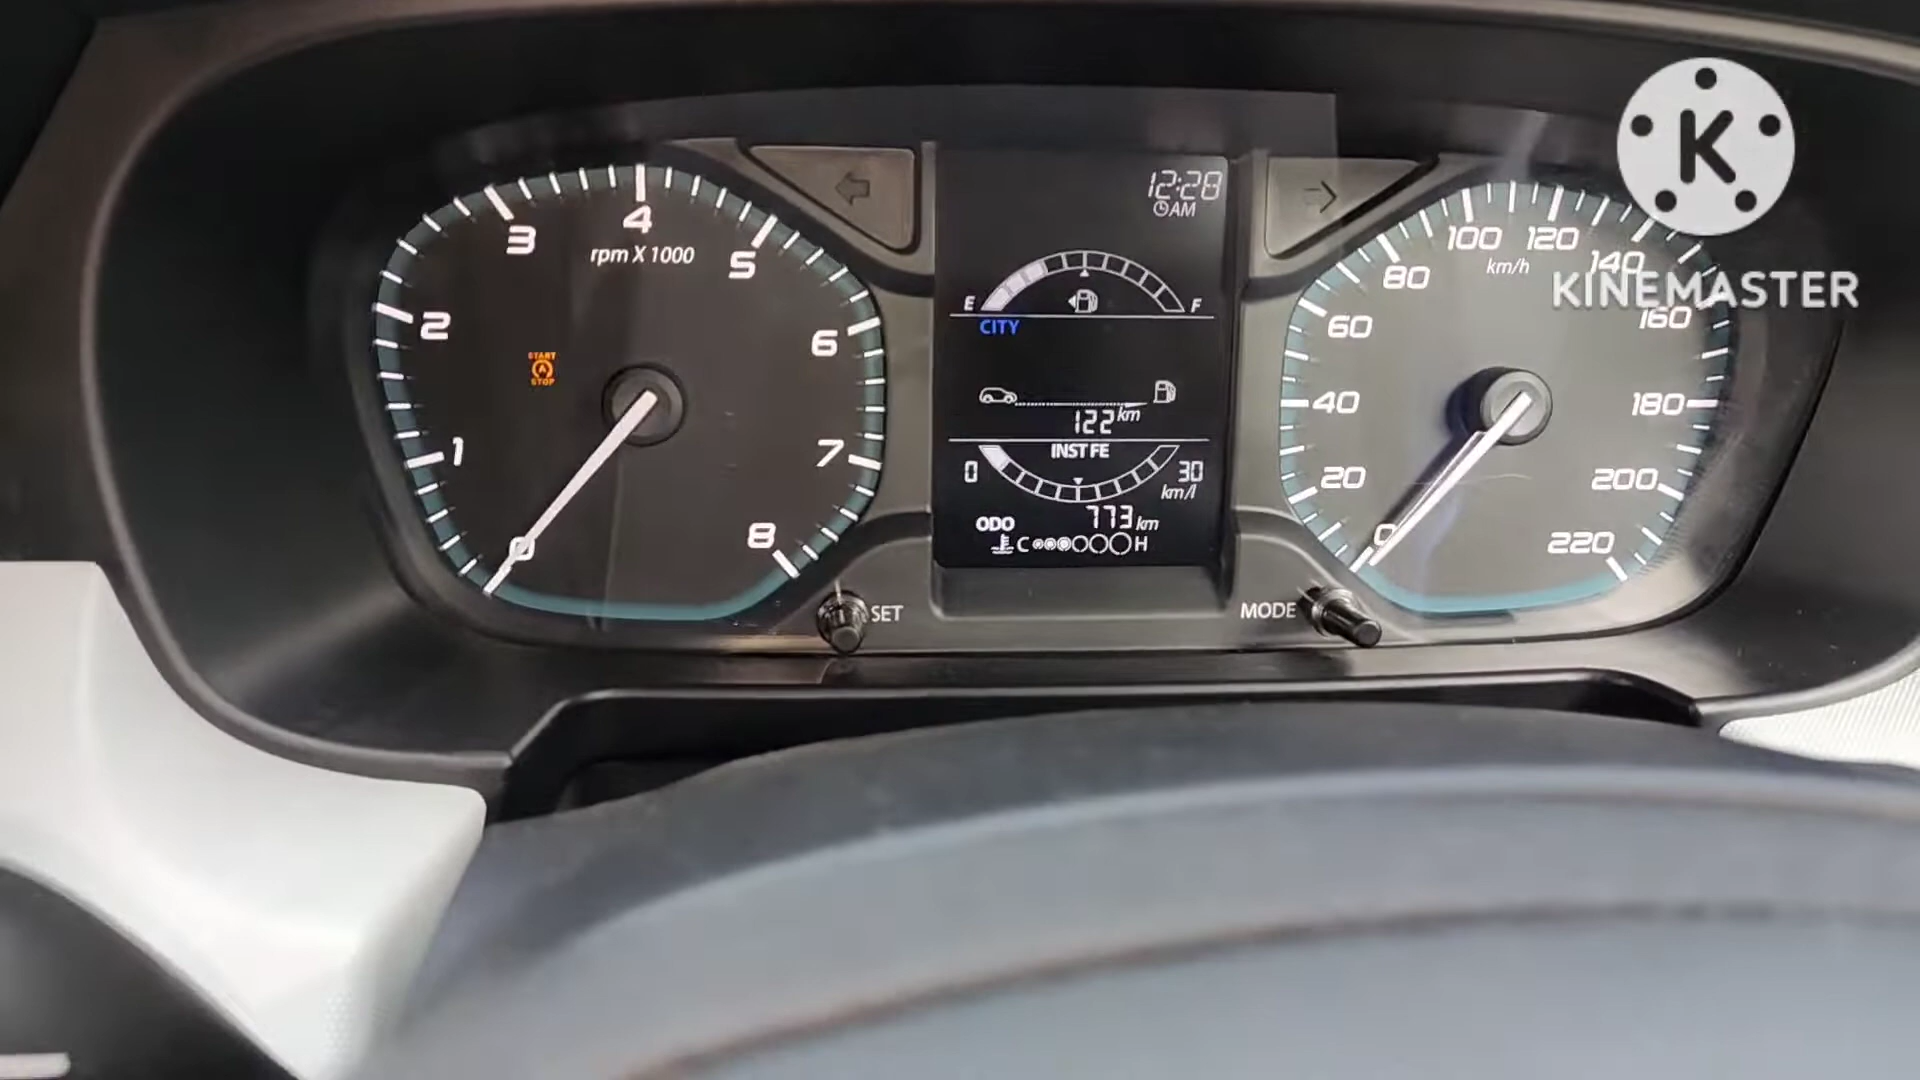 1
2
3
4
5
6
7
8
0
rpm X 1000
START
A
STOP
12:28
AM
E
F
CITY
122 km
INST FE
0
30
km/l
ODO
773 km
C
H
SET
MODE
0
20
40
60
80
100
120
140
160
180
200
220
km/h
K
KINEMASTER